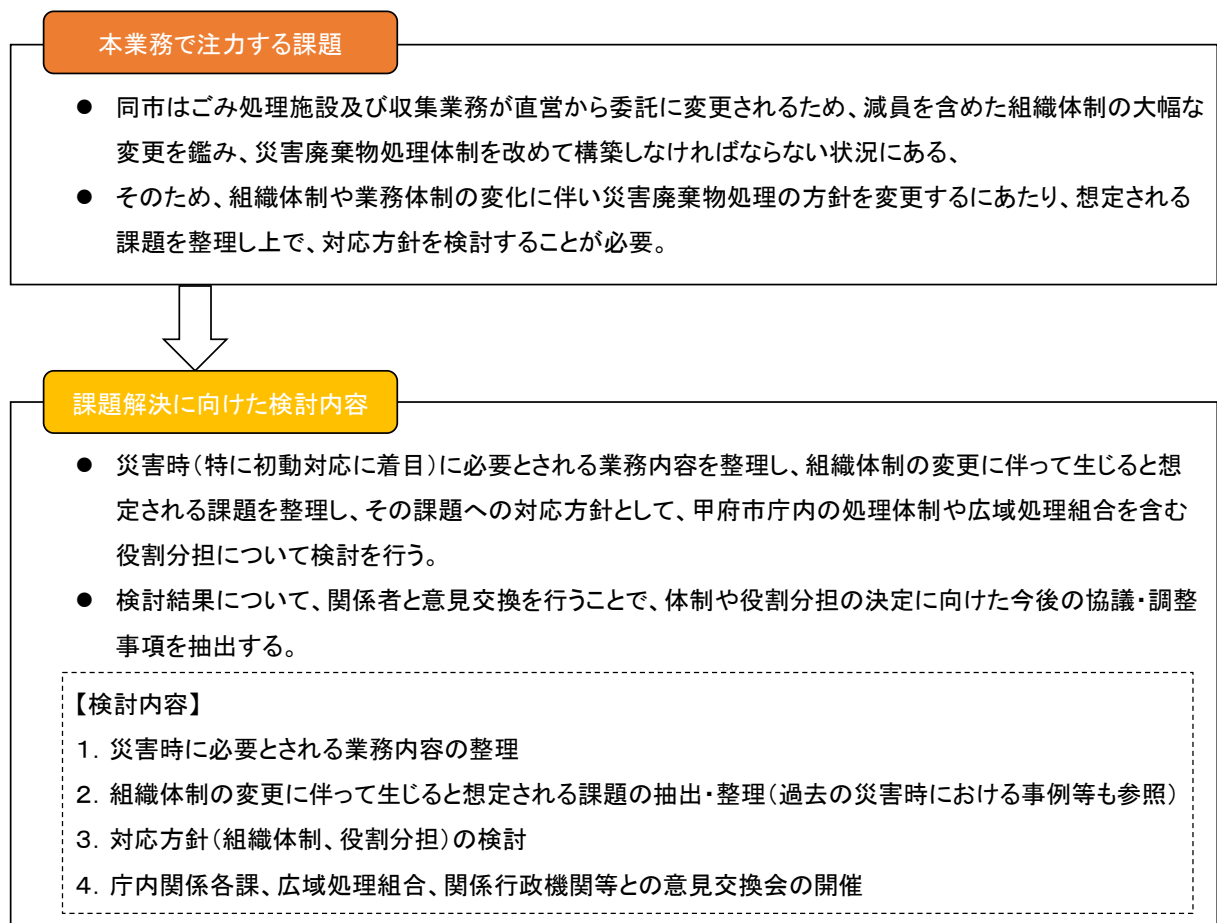 本業務で注力する課題
● 同市はごみ処理施設及び収集業務が直営から委託に変更されるため、減員を含めた組織体制の大幅な
変更を鑑み、災害廃棄物処理体制を改めて構築しなければならない状況にある、
● そのため、組織体制や業務体制の変化に伴い災害廃棄物処理の方針を変更するにあたり、想定される
課題を整理し上で、対応方針を検討することが必要。
課題解決に向けた検討内容
● 災害時（特に初動対応に着目）に必要とされる業務内容を整理し、組織体制の変更に伴って生じると想
定される課題を整理し、その課題への対応方針として、甲府市庁内の処理体制や広域処理組合を含む
役割分担について検討を行う。
● 検討結果について、関係者と意見交換を行うことで、体制や役割分担の決定に向けた今後の協議・調整
事項を抽出する。
【検討内容】
１．災害時に必要とされる業務内容の整理
２．組織体制の変更に伴って生じると想定される課題の抽出・整理（過去の災害時における事例等も参照）
３．対応方針（組織体制、役割分担）の検討
４．庁内関係各課、広域処理組合、関係行政機関等との意見交換会の開催